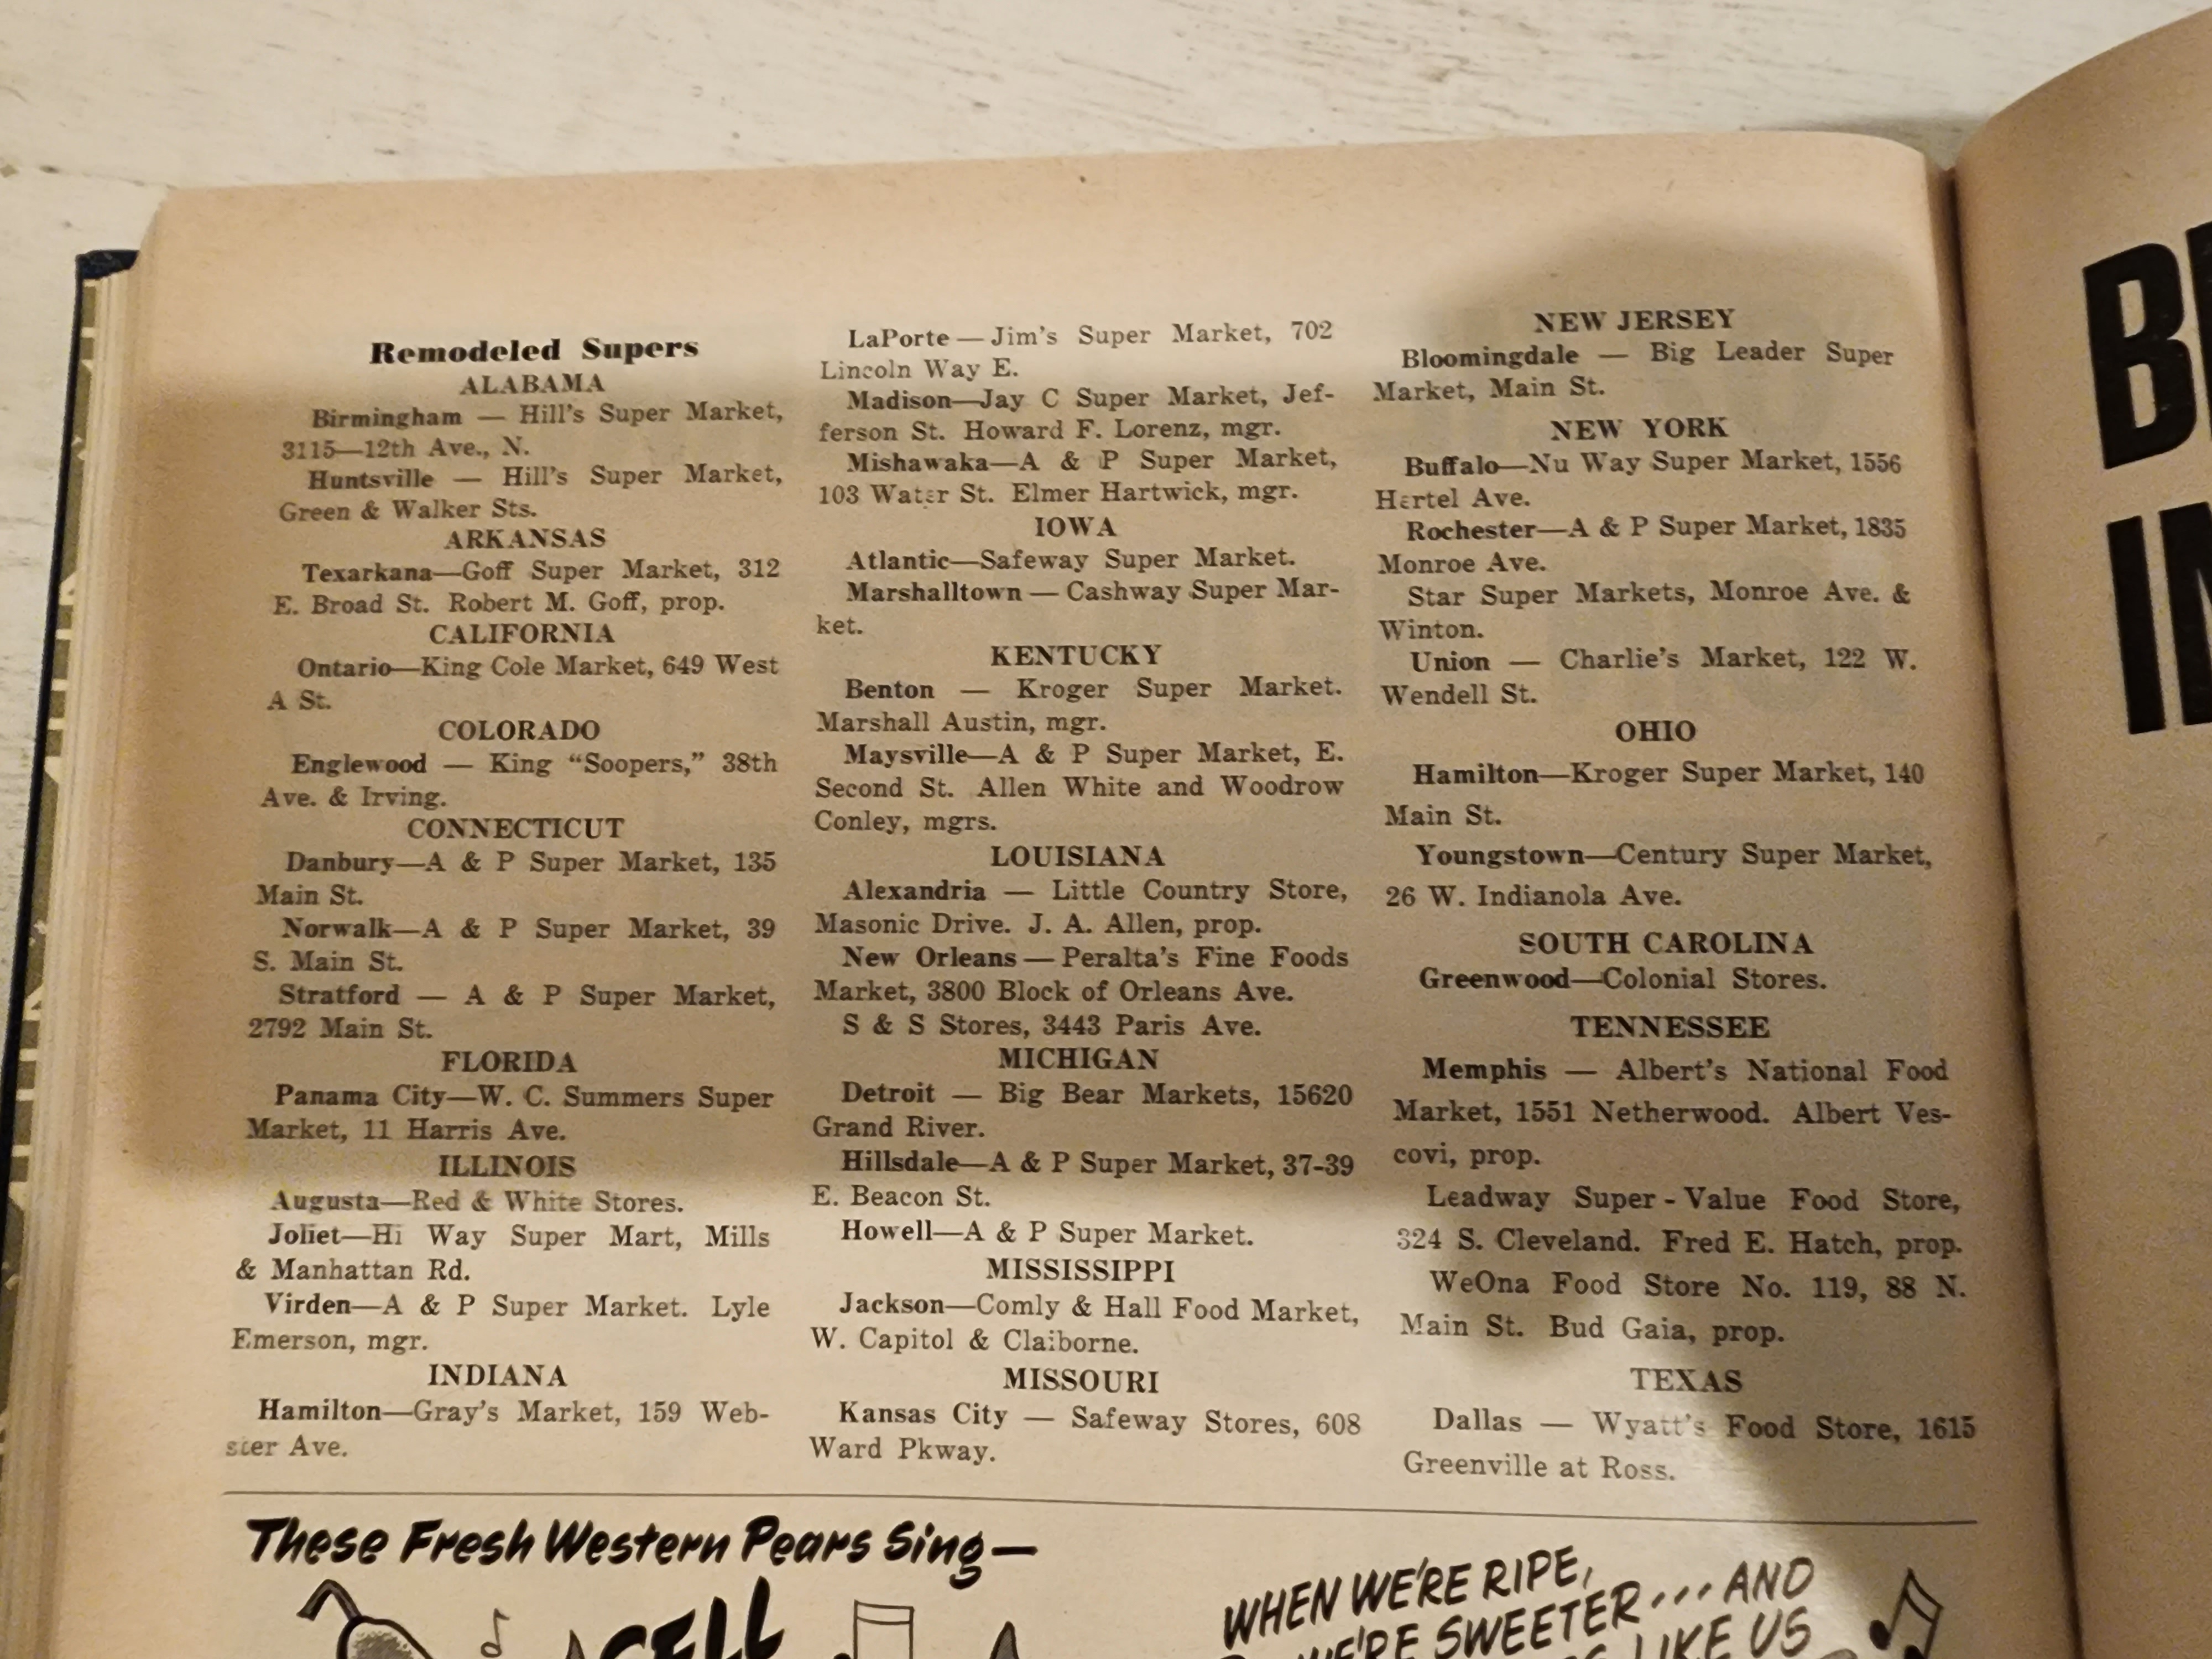 Remodeled Supers
ALABAMA
Birmingham — Hill's Super Market,
3115—12th Ave., N.
Huntsville — Hill's Super Market,
Green & Walker Sts.
ARKANSAS
Texarkana—Goff Super Market, 312
E. Broad St. Robert M. Goff, prop.
CALIFORNIA
Ontario—King Cole Market, 649 West
A St.
COLORADO
Englewood — King "Soopers," 38th
Ave. & Irving.
CONNECTICUT
Danbury—A & P Super Market, 135
Main St.
Norwalk—A & P Super Market, 39
S. Main St.
Stratford — A & P Super Market,
2792 Main St.
FLORIDA
Panama City—W. C. Summers Super
Market, 11 Harris Ave.
ILLINOIS
Augusta—Red & White Stores.
Joliet—Hi Way Super Mart, Mills
& Manhattan Rd.
Virden—A & P Super Market. Lyle
Emerson, mgr.
INDIANA
Hamilton—Gray's Market, 159 Web-
ster Ave.
LaPorte — Jim's Super Market, 702
Lincoln Way E.
Madison—Jay C Super Market, Jef-
ferson St. Howard F. Lorenz, mgr.
Mishawaka—A & P Super Market,
103 Water St. Elmer Hartwick, mgr.
IOWA
Atlantic—Safeway Super Market.
Marshalltown — Cashway Super Mar-
ket.
KENTUCKY
Benton — Kroger Super Market.
Marshall Austin, mgr.
Maysville—A & P Super Market, E.
Second St. Allen White and Woodrow
Conley, mgrs.
LOUISIANA
Alexandria — Little Country Store,
Masonic Drive. J. A. Allen, prop.
New Orleans — Peralta's Fine Foods
Market, 3800 Block of Orleans Ave.
S & S Stores, 3443 Paris Ave.
MICHIGAN
Detroit — Big Bear Markets, 15620
Grand River.
Hillsdale—A & P Super Market, 37-39
E. Beacon St.
Howell—A & P Super Market.
MISSISSIPPI
Jackson—Comly & Hall Food Market,
W. Capitol & Claiborne.
MISSOURI
Kansas City — Safeway Stores, 608
Ward Pkway.
NEW JERSEY
Bloomingdale — Big Leader Super
Market, Main St.
NEW YORK
Buffalo—Nu Way Super Market, 1556
Hertel Ave.
Rochester—A & P Super Market, 1835
Monroe Ave.
Star Super Markets, Monroe Ave. &
Winton.
Union — Charlie's Market, 122 W.
Wendell St.
OHIO
Hamilton—Kroger Super Market, 140
Main St.
Youngstown—Century Super Market,
26 W. Indianola Ave.
SOUTH CAROLINA
Greenwood—Colonial Stores.
TENNESSEE
Memphis — Albert's National Food
Market, 1551 Netherwood. Albert Ves-
covi, prop.
Leadway Super - Value Food Store,
324 S. Cleveland. Fred E. Hatch, prop.
WeOna Food Store No. 119, 88 N.
Main St. Bud Gaia, prop.
TEXAS
Dallas — Wyatt's Food Store, 1615
Greenville at Ross.
These Fresh Western Pears Sing—
SELL
WHEN WE'RE RIPE,
WE'RE SWEETER...AND
LIKE US